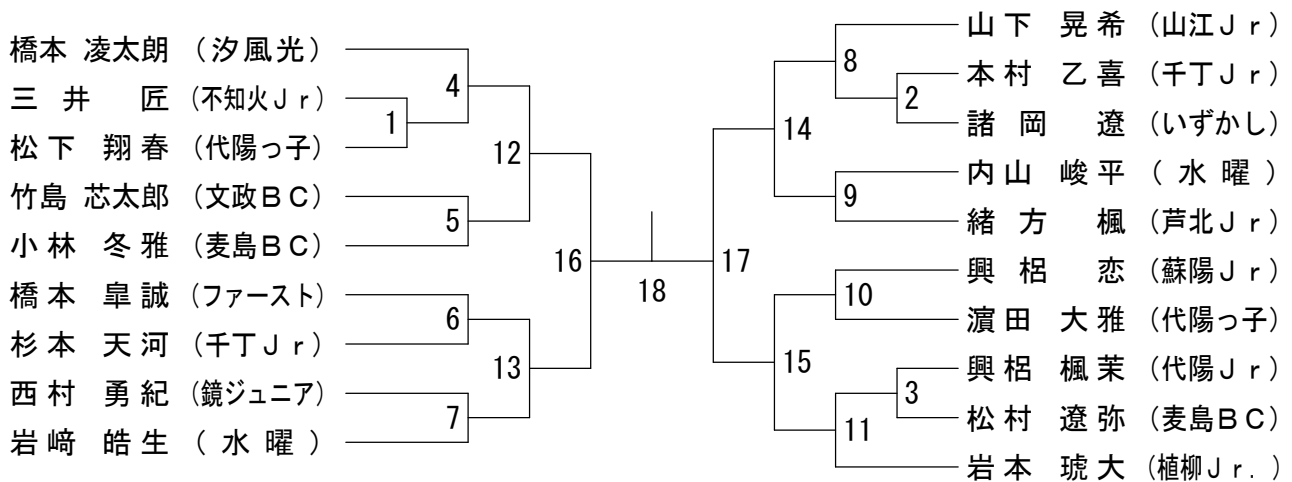 橋本 凌太朗 (汐風光)
三井 匠 (不知火Jr)
松下 翔春 (代陽っ子)
竹島 芯太郎 (文政BC)
小林 冬雅 (麦島BC)
橋本 皐誠 (ファースト)
杉本 天河 (千丁Jr)
西村 勇紀 (鏡ジュニア)
岩﨑 皓生 (水曜)
1
4
5
6
7
12
13
16
18
17
14
15
8
2
9
10
3
11
山下 晃希 (山江Jr)
本村 乙喜 (千丁Jr)
諸岡 遼 (いずかし)
内山 峻平 (水曜)
緒方 楓 (芦北Jr)
興梠 恋 (蘇陽Jr)
濵田 大雅 (代陽っ子)
興梠 楓茉 (代陽Jr)
松村 遼弥 (麦島BC)
岩本 琥大 (植柳Jr.)